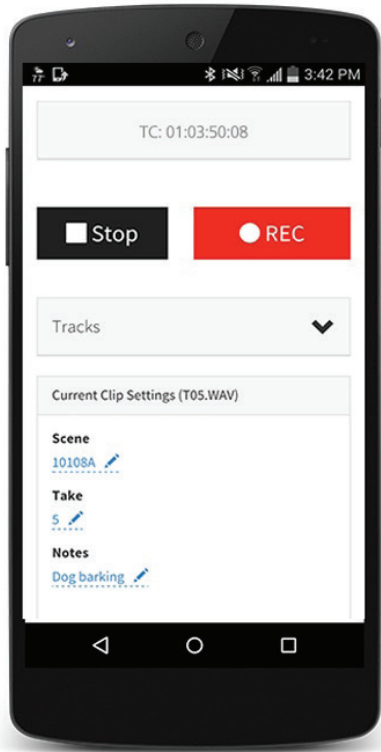 77
3:42 PM
TC: 01:03:50:08
Stop
REC
Tracks
Current Clip Settings (T05.WAV)
Scene
10108A
Take
5
Notes
Dog barking